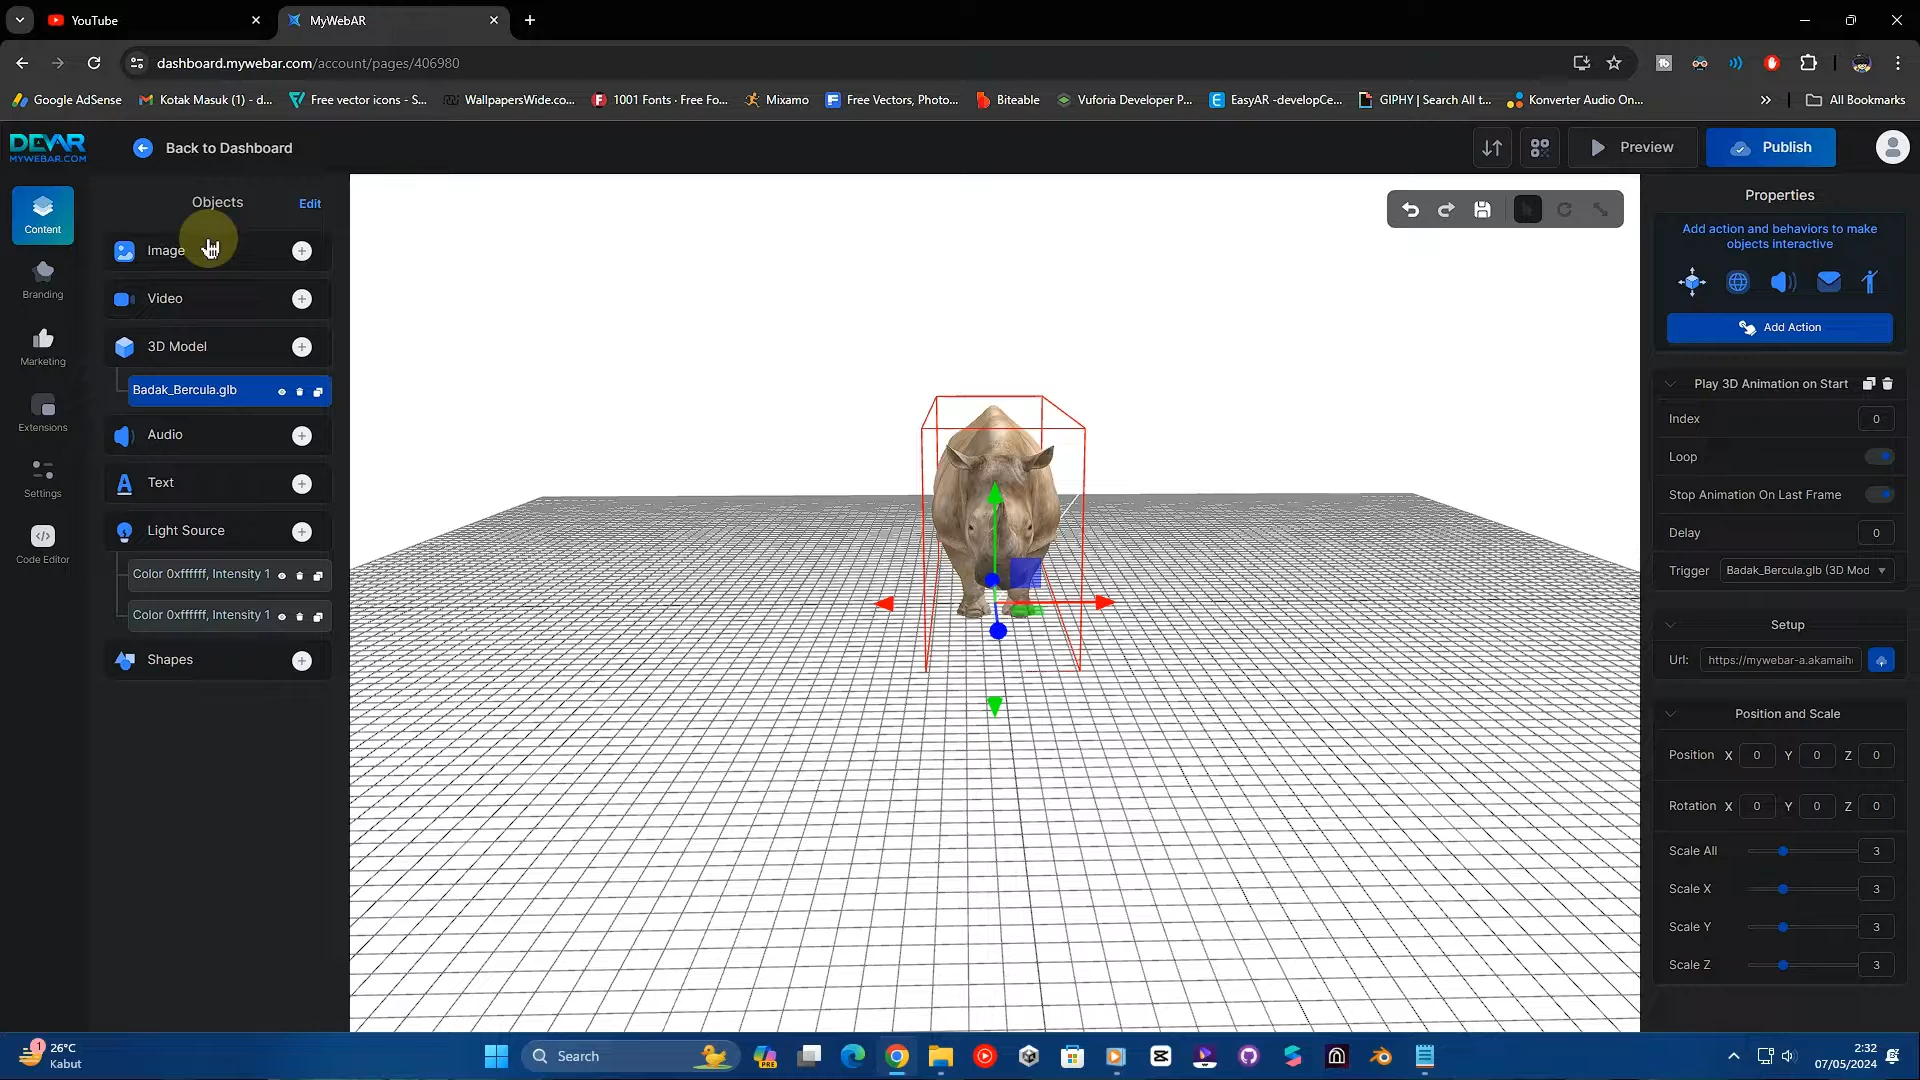 YouTube
MyWebAR
dashboard.mywebar.com/account/pages/406980
Google AdSense
Kotak Masuk (1) - d...
Free vector icons - S...
WallpapersWide.co...
1001 Fonts · Free Fo...
Mixamo
Free Vectors, Photo...
Biteable
Vuforia Developer P...
EasyAR -developCe...
GIPHY | Search All t...
Konverter Audio On...
»
All Bookmarks
DEVAR
MYWEBAR.COM
Back to Dashboard
Preview
Publish
Content
Branding
Marketing
Extensions
Settings
Code Editor
Objects
Edit
Image
Video
3D Model
Badak_Bercula.glb
Audio
Text
Light Source
Color 0xffffff, Intensity 1
Color 0xffffff, Intensity 1
Shapes
Properties
Add action and behaviors to make
objects interactive
Add Action
Play 3D Animation on Start
Index 0
Loop
Stop Animation On Last Frame
Delay 0
Trigger Badak_Bercula.glb (3D Mod
Setup
Url: https://mywebar-a.akamaih
Position and Scale
Position X 0 Y 0 Z 0
Rotation X 0 Y 0 Z 0
Scale All 3
Scale X 3
Scale Y 3
Scale Z 3
1
26°C
Kabut
Search
PRE
2:32
07/05/2024